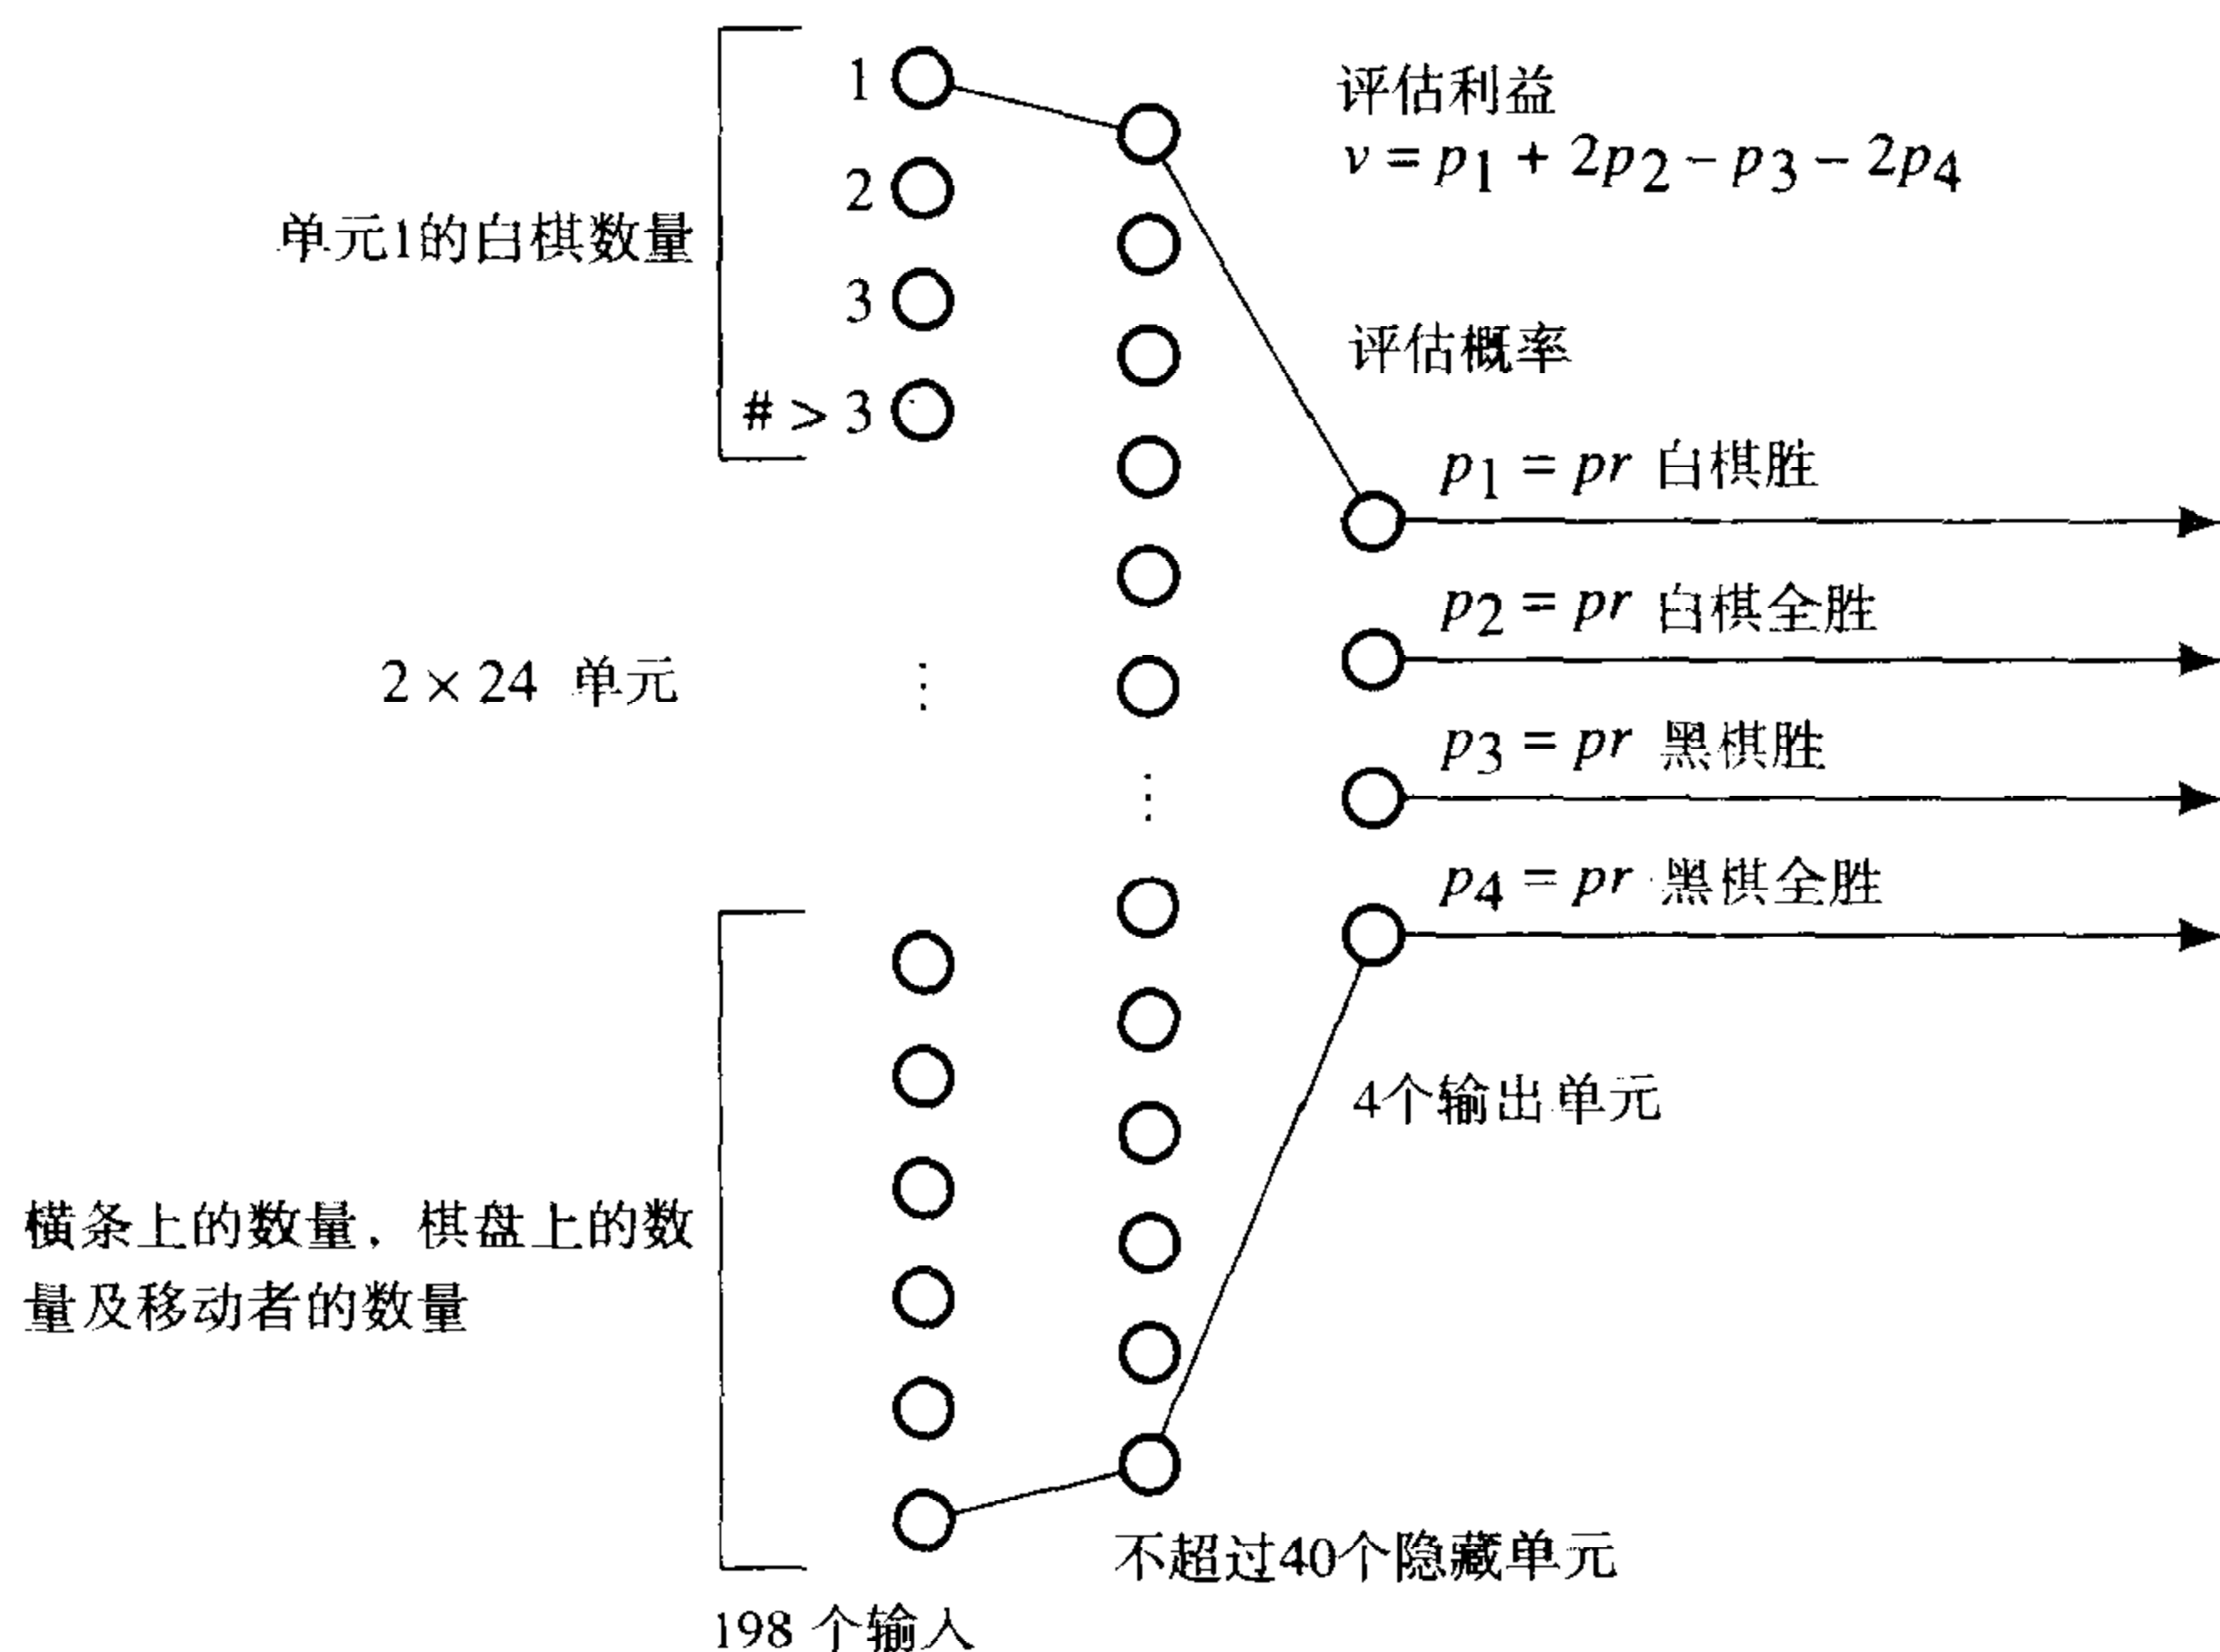 1
2
3
# > 3
单元1的白棋数量
2 × 24 单元
横条上的数量, 棋盘上的数
量及移动者的数量
198 个输入
不超过40个隐藏单元
评估利益
v = p1 + 2p2 − p3 − 2p4
评估概率
p1 = pr 白棋胜
p2 = pr 白棋全胜
p3 = pr 黑棋胜
p4 = pr 黑棋全胜
4个输出单元